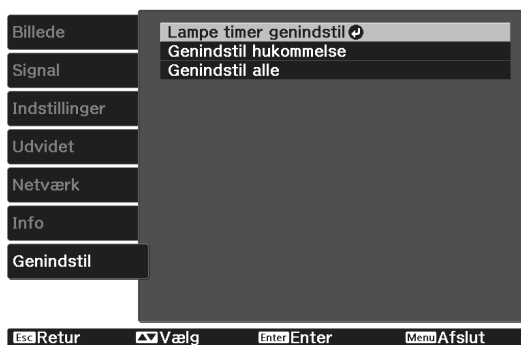 Billede
Signal
Indstillinger
Udvidet
Netværk
Info
Genindstil
Lampe timer genindstil
Genindstil hukommelse
Genindstil alle
Esc Retur Vælg Enter Enter Menu Afslut